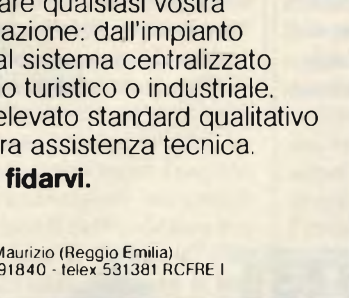 are qualsiasi vostra
azione: dall'impianto
al sistema centralizzato
o turistico o industriale.
elevato standard qualitativo
ra assistenza tecnica.
fidarvi.
Maurizio (Reggio Emilia)
91840 - telex 531381 RCFRE I